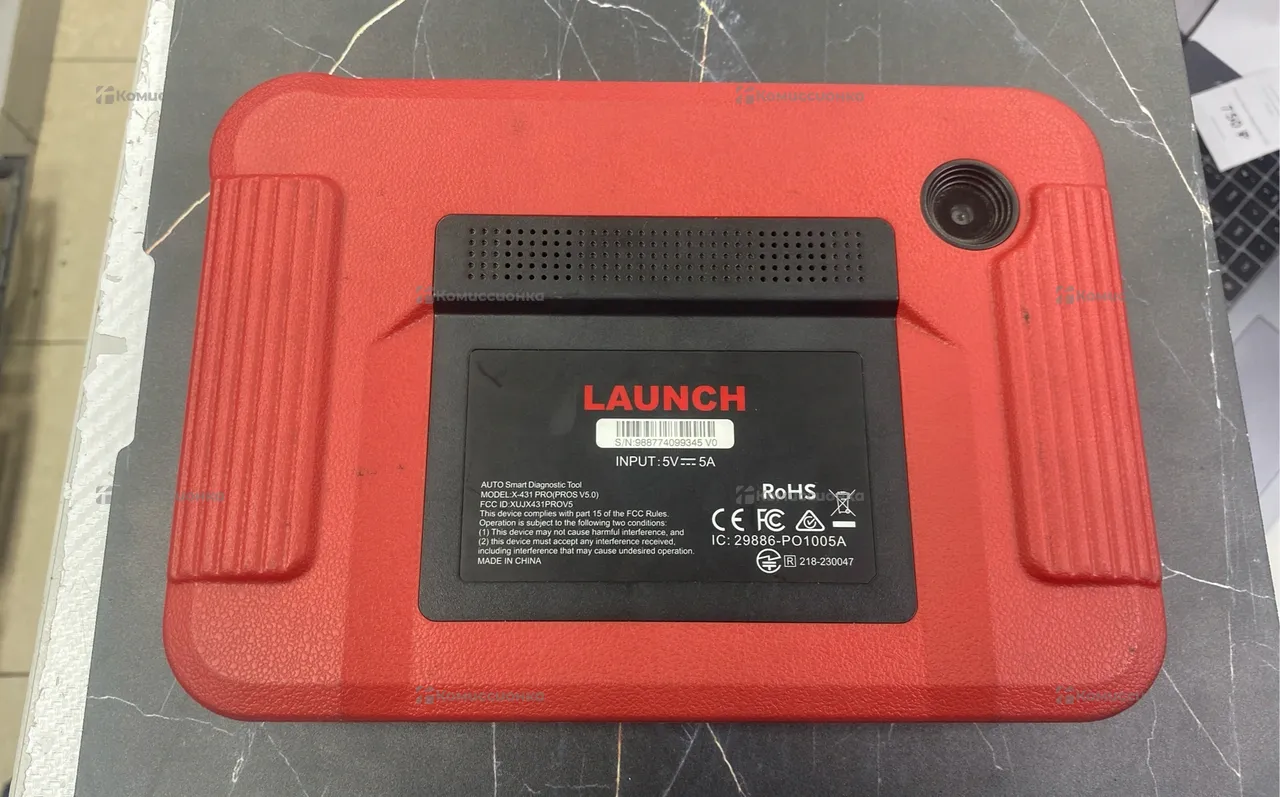 LAUNCH
S/N:988774099345 V0
INPUT: 5V 5A
AUTO Smart Diagnostic Tool
MODEL:X-431 PRO(PROS V5.0)
FCC ID:XUJX431PROV5
This device complies with part 15 of the FCC Rules.
Operation is subject to the following two conditions:
(1) This device may not cause harmful interference, and
(2) this device must accept any interference received,
including interference that may cause undesired operation.
MADE IN CHINA
RoHS
CE FC
IC: 29886-PO1005A
R 218-230047
Комиссионка
Комиссионка
Комиссионка
Комиссионка